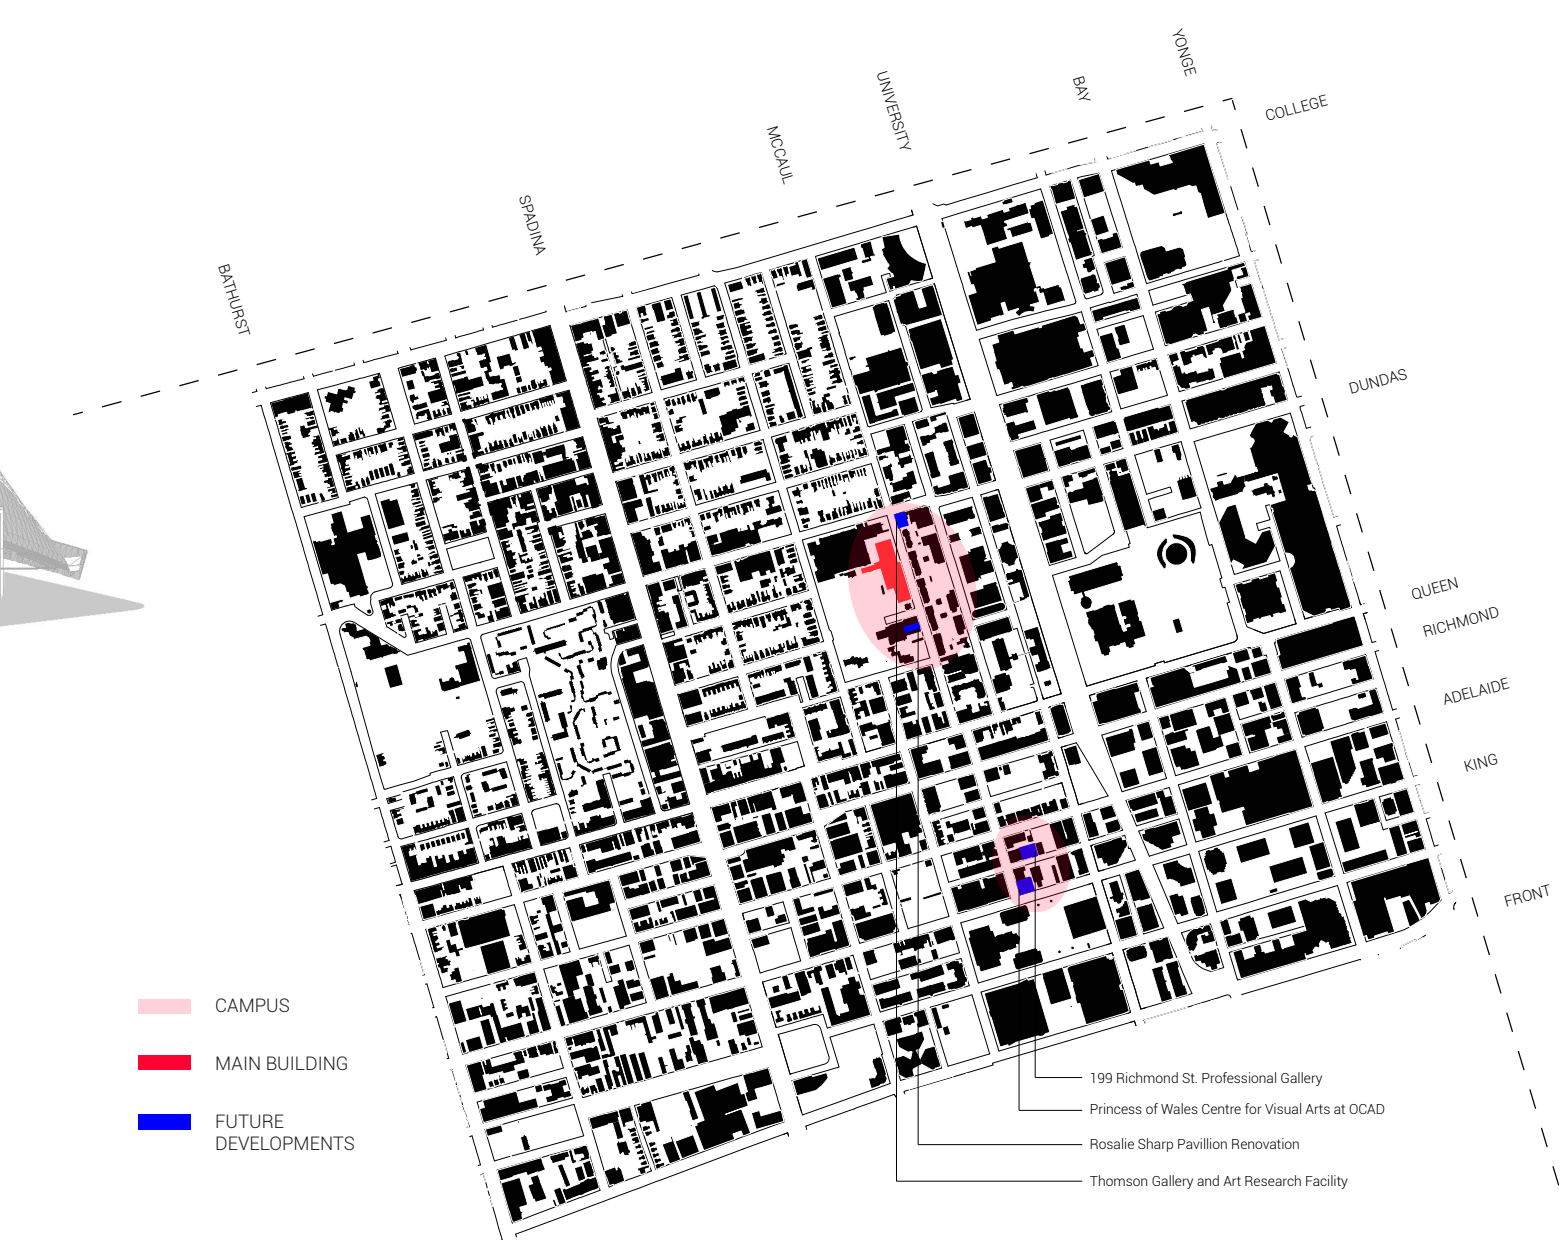 YONGE
BAY
UNIVERSITY
COLLEGE
MCCAUL
SPADINA
BATHURST
DUNDAS
QUEEN
RICHMOND
ADELAIDE
KING
FRONT
CAMPUS
MAIN BUILDING
FUTURE
DEVELOPMENTS
199 Richmond St. Professional Gallery
Princess of Wales Centre for Visual Arts at OCAD
Rosalie Sharp Pavillion Renovation
Thomson Gallery and Art Research Facility